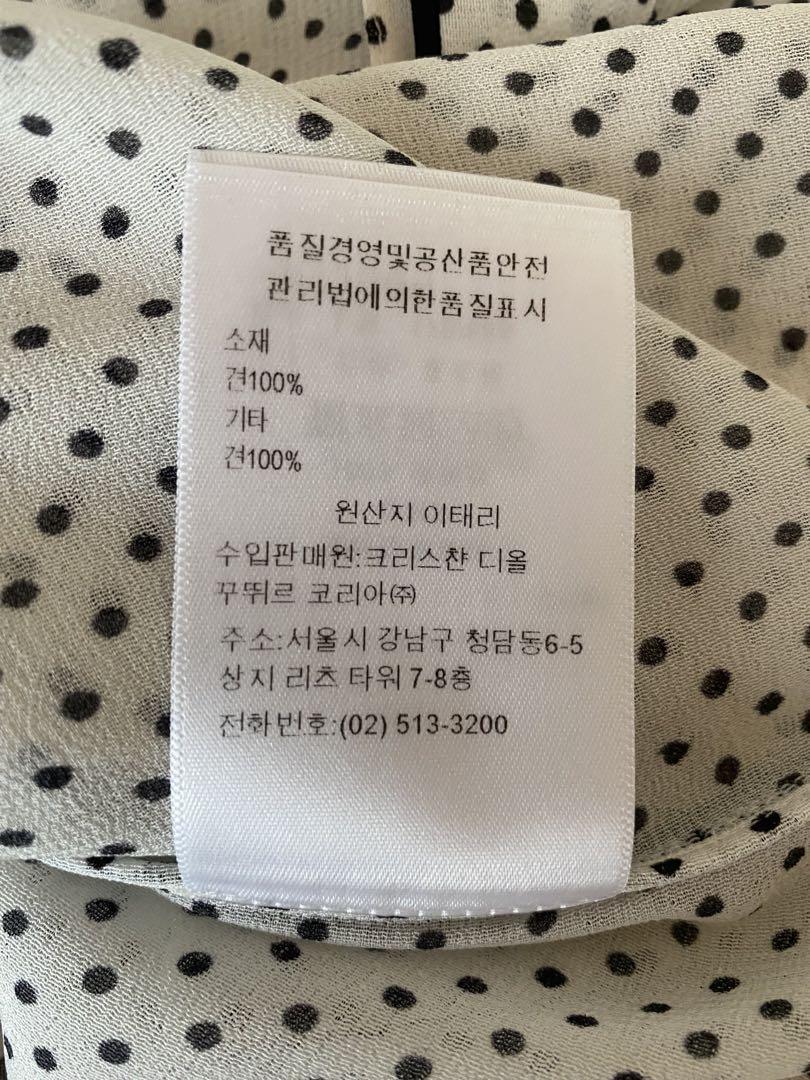 품질경영및공산품안전
관리법에의한품질표시
소재
견100%
기타
견100%
원산지 이태리
수입판매원:크리스챤 디올
꾸뛰르 코리아㈜
주소:서울시 강남구 청담동6-5
상지 리츠 타워 7-8층
전화번호:(02) 513-3200